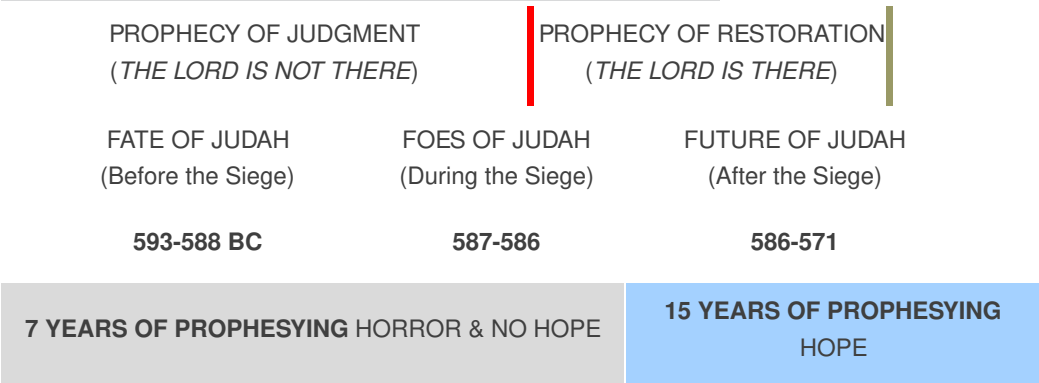 PROPHECY OF JUDGMENT
(THE LORD IS NOT THERE)
PROPHECY OF RESTORATION
(THE LORD IS THERE)
FATE OF JUDAH
(Before the Siege)
FOES OF JUDAH
(During the Siege)
FUTURE OF JUDAH
(After the Siege)
593-588 BC
587-586
586-571
7 YEARS OF PROPHESYING HORROR & NO HOPE
15 YEARS OF PROPHESYING
HOPE